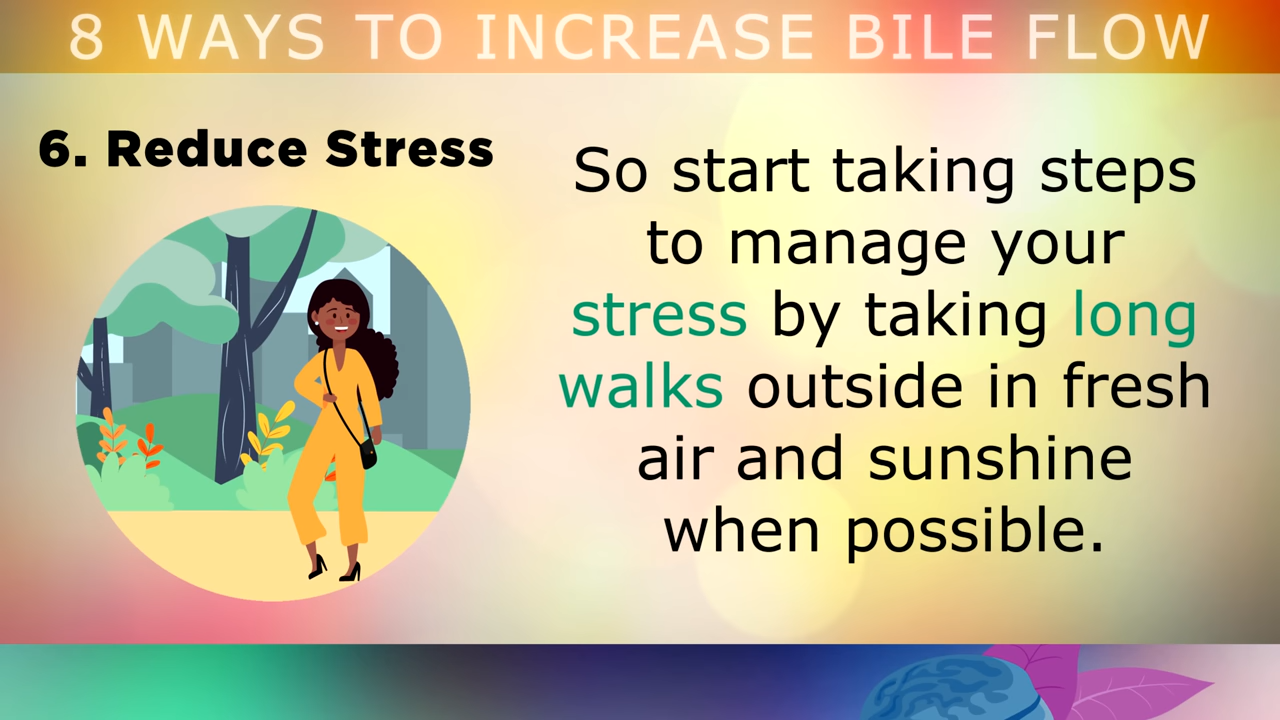 8 WAYS TO INCREASE BILE FLOW
6. Reduce Stress
So start taking steps
to manage your
stress by taking long
walks outside in fresh
air and sunshine
when possible.